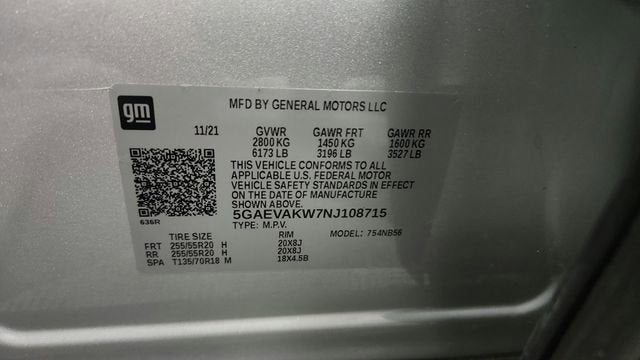 gm
MFD BY GENERAL MOTORS LLC
11/21 GVWR GAWR FRT GAWR RR
2800 KG 1450 KG 1600 KG
6173 LB 3196 LB 3527 LB
THIS VEHICLE CONFORMS TO ALL
APPLICABLE U.S. FEDERAL MOTOR
VEHICLE SAFETY STANDARDS IN EFFECT
ON THE DATE OF MANUFACTURE
SHOWN ABOVE.
636R 5GAEVAKW7NJ108715
TYPE: M.P.V. MODEL: 754NB56
TIRE SIZE RIM
FRT 255/55R20 H 20X8J
RR 255/55R20 H 20X8J
SPA T135/70R18 M 18X4.5B